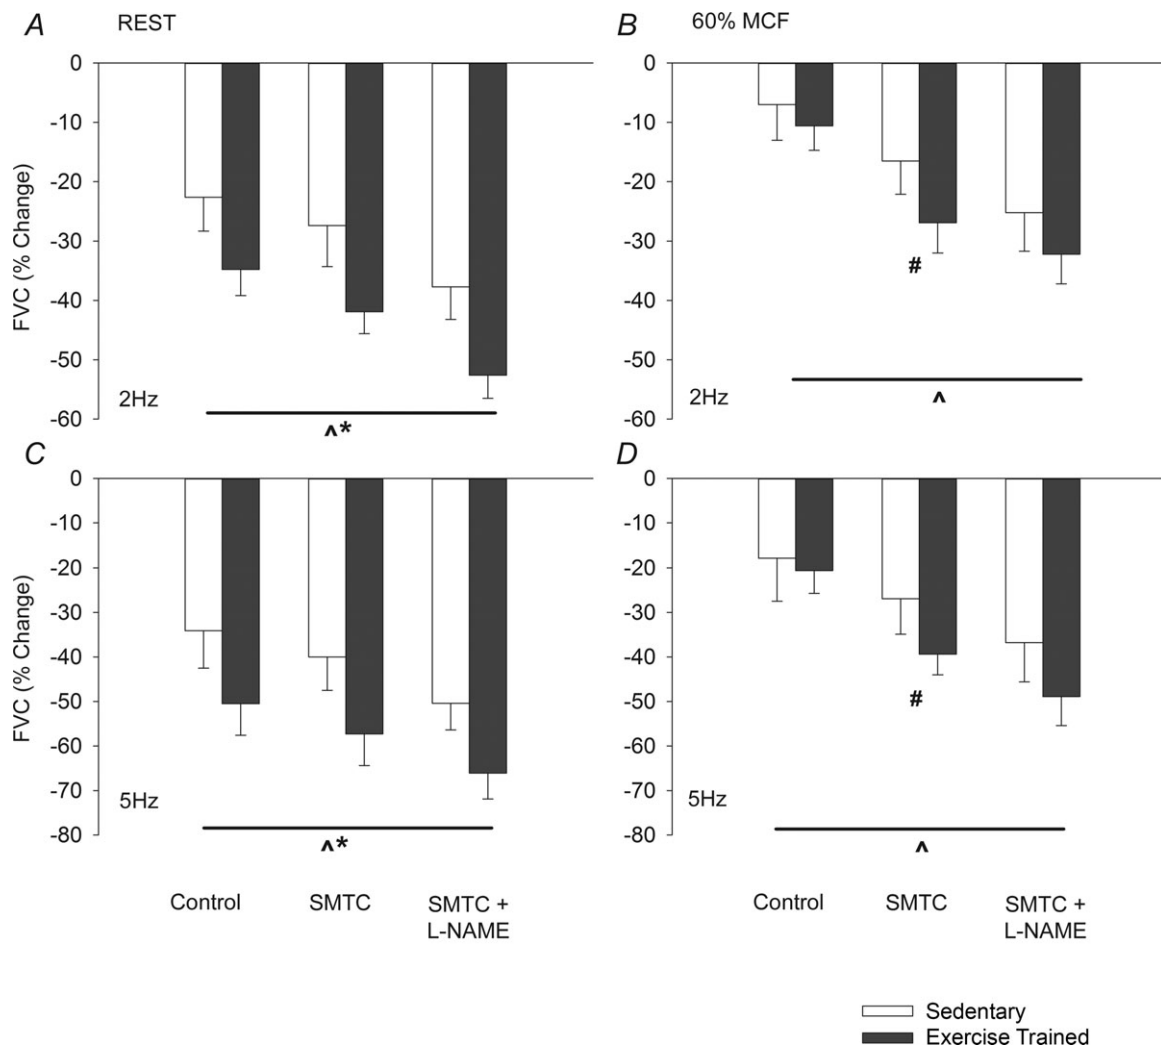 A REST
B 60% MCF
FVC (% Change)
0
-10
-20
-30
-40
-50
-60
2Hz
^*
0
-10
-20
-30
-40
-50
-60
#
2Hz
^
C
FVC (% Change)
0
-10
-20
-30
-40
-50
-60
-70
-80
5Hz
^*
D
0
-10
-20
-30
-40
-50
-60
-70
-80
#
5Hz
^
Control SMTC SMTC +
L-NAME
Control SMTC SMTC +
L-NAME
Sedentary
Exercise Trained